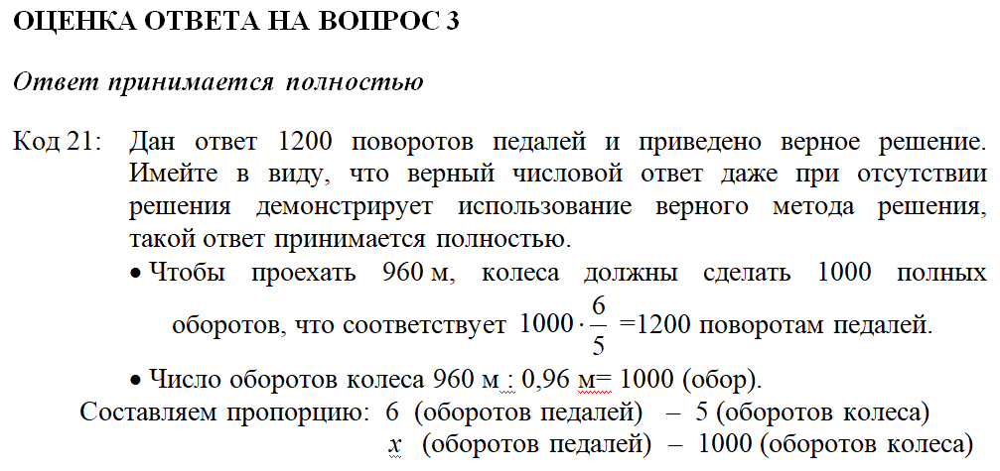 ОЦЕНКА ОТВЕТА НА ВОПРОС 3
Ответ принимается полностью
Код 21: Дан ответ 1200 поворотов педалей и приведено верное решение.
Имейте в виду, что верный числовой ответ даже при отсутствии
решения демонстрирует использование верного метода решения,
такой ответ принимается полностью.
• Чтобы проехать 960 м, колеса должны сделать 1000 полных
оборотов, что соответствует 1000 · 6/5 =1200 поворотам педалей.
• Число оборотов колеса 960 м : 0,96 м= 1000 (обор).
Составляем пропорцию: 6 (оборотов педалей) – 5 (оборотов колеса)
x (оборотов педалей) – 1000 (оборотов колеса)